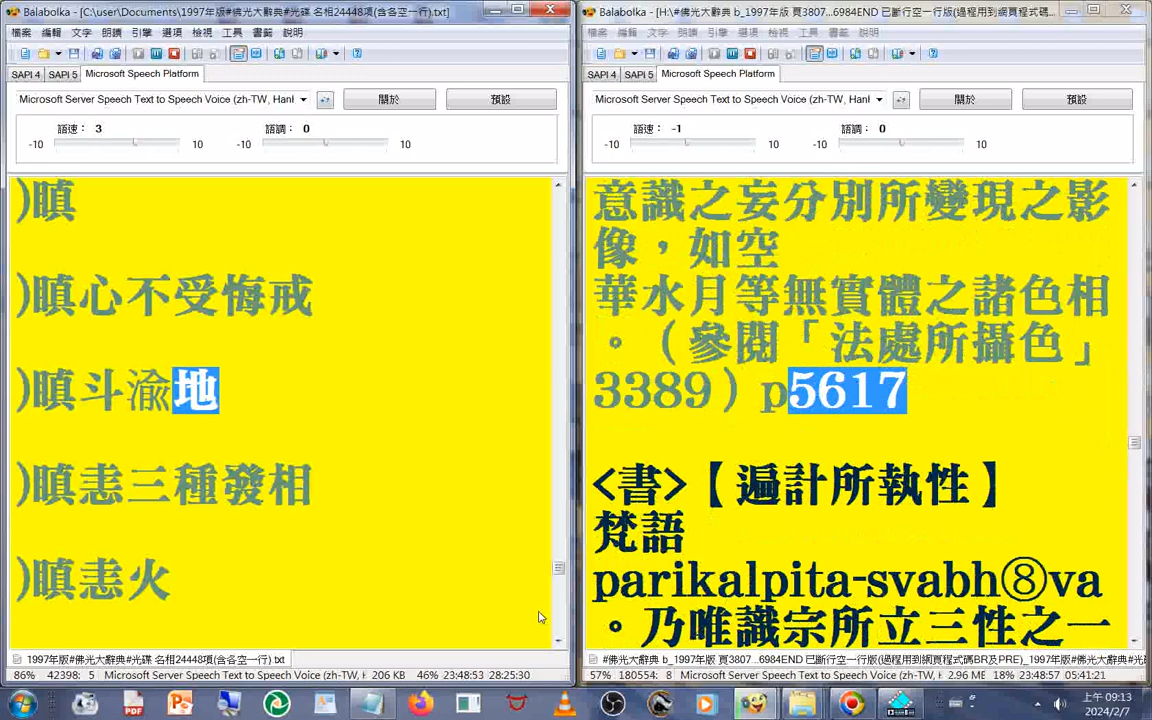 Balabolka - [C:\user\Documents\1997年版#佛光大辭典#光碟 名相24448項(含各空一行).txt]
檔案 編輯 文字 朗讀 引擎 選項 檢視 工具 書籤 說明
SAPI 4 SAPI 5 Microsoft Speech Platform
Microsoft Server Speech Text to Speech Voice (zh-TW, Hanl
關於
預設
語速： 3
語調： 0
-10 10 -10 10
)瞋
)瞋心不受悔戒
)瞋斗渝地
)瞋恚三種發相
)瞋恚火
1997年版#佛光大辭典#光碟 名相24448項(含各空一行).txt
86% 42398: 5 Microsoft Server Speech Text to Speech Voice (zh-TW, H 206 KB 46% 23:48:53 28:25:30
Balabolka - [H:\#佛光大辭典 b_1997年版 頁3807...6984END 已斷行空一行版(過程用到網頁程式碼...
檔案 編輯 文字 朗讀 引擎 選項 檢視 工具 書籤 說明
SAPI 4 SAPI 5 Microsoft Speech Platform
Microsoft Server Speech Text to Speech Voice (zh-TW, Hanl
關於
預設
語速： -1
語調： 0
-10 10 -10 10
意識之妄分別所變現之影
像，如空
華水月等無實體之諸色相
。（參閱「法處所攝色」
3389）p5617
<書>【遍計所執性】
梵語
parikalpita-svabh⑧va
。乃唯識宗所立三性之一
#佛光大辭典 b_1997年版 頁3807...6984END 已斷行空一行版(過程用到網頁程式碼BR及PRE)_1997年版#佛光大辭典#光
57% 180554: 8 Microsoft Server Speech Text to Speech Voice (zh-TW, H 2.96 MB 18% 23:48:57 05:41:21
上午 09:13
2024/2/7